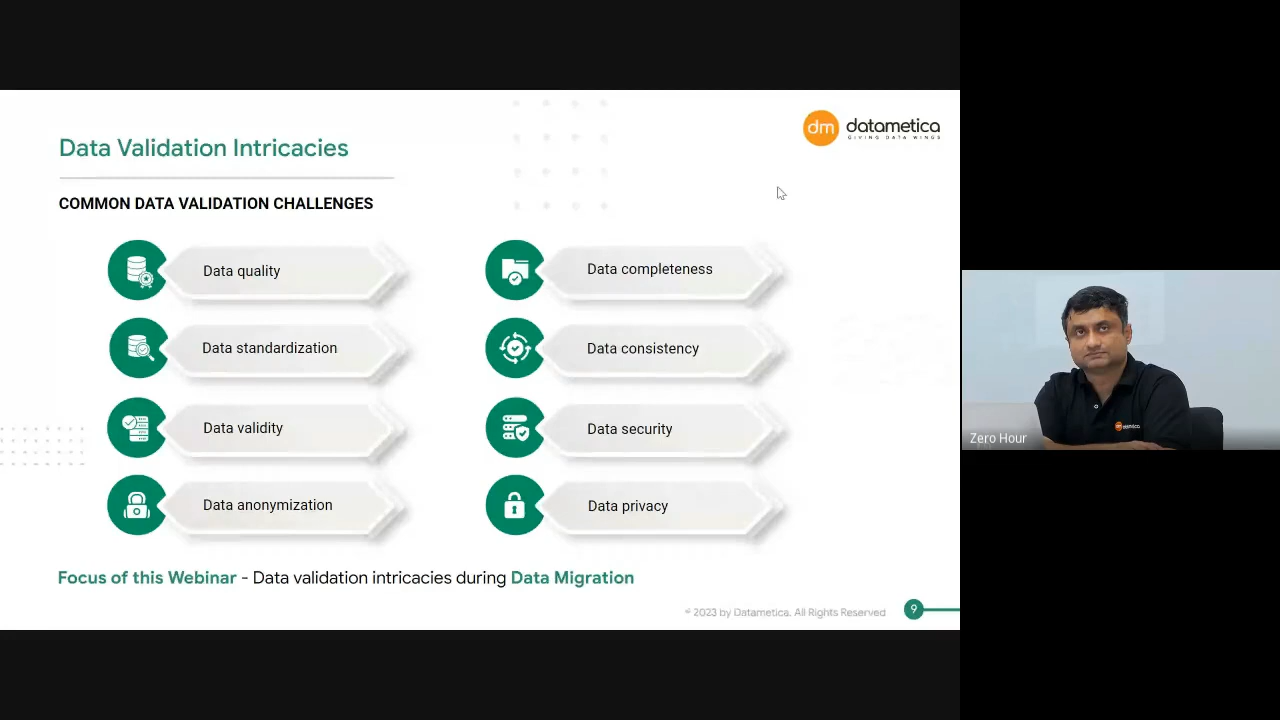 dm datametica
GIVING DATA WINGS
Data Validation Intricacies
COMMON DATA VALIDATION CHALLENGES
Data quality
Data completeness
Data standardization
Data consistency
Data validity
Data security
Data anonymization
Data privacy
Focus of this Webinar - Data validation intricacies during Data Migration
© 2023 by Datametica. All Rights Reserved
9
Zero Hour